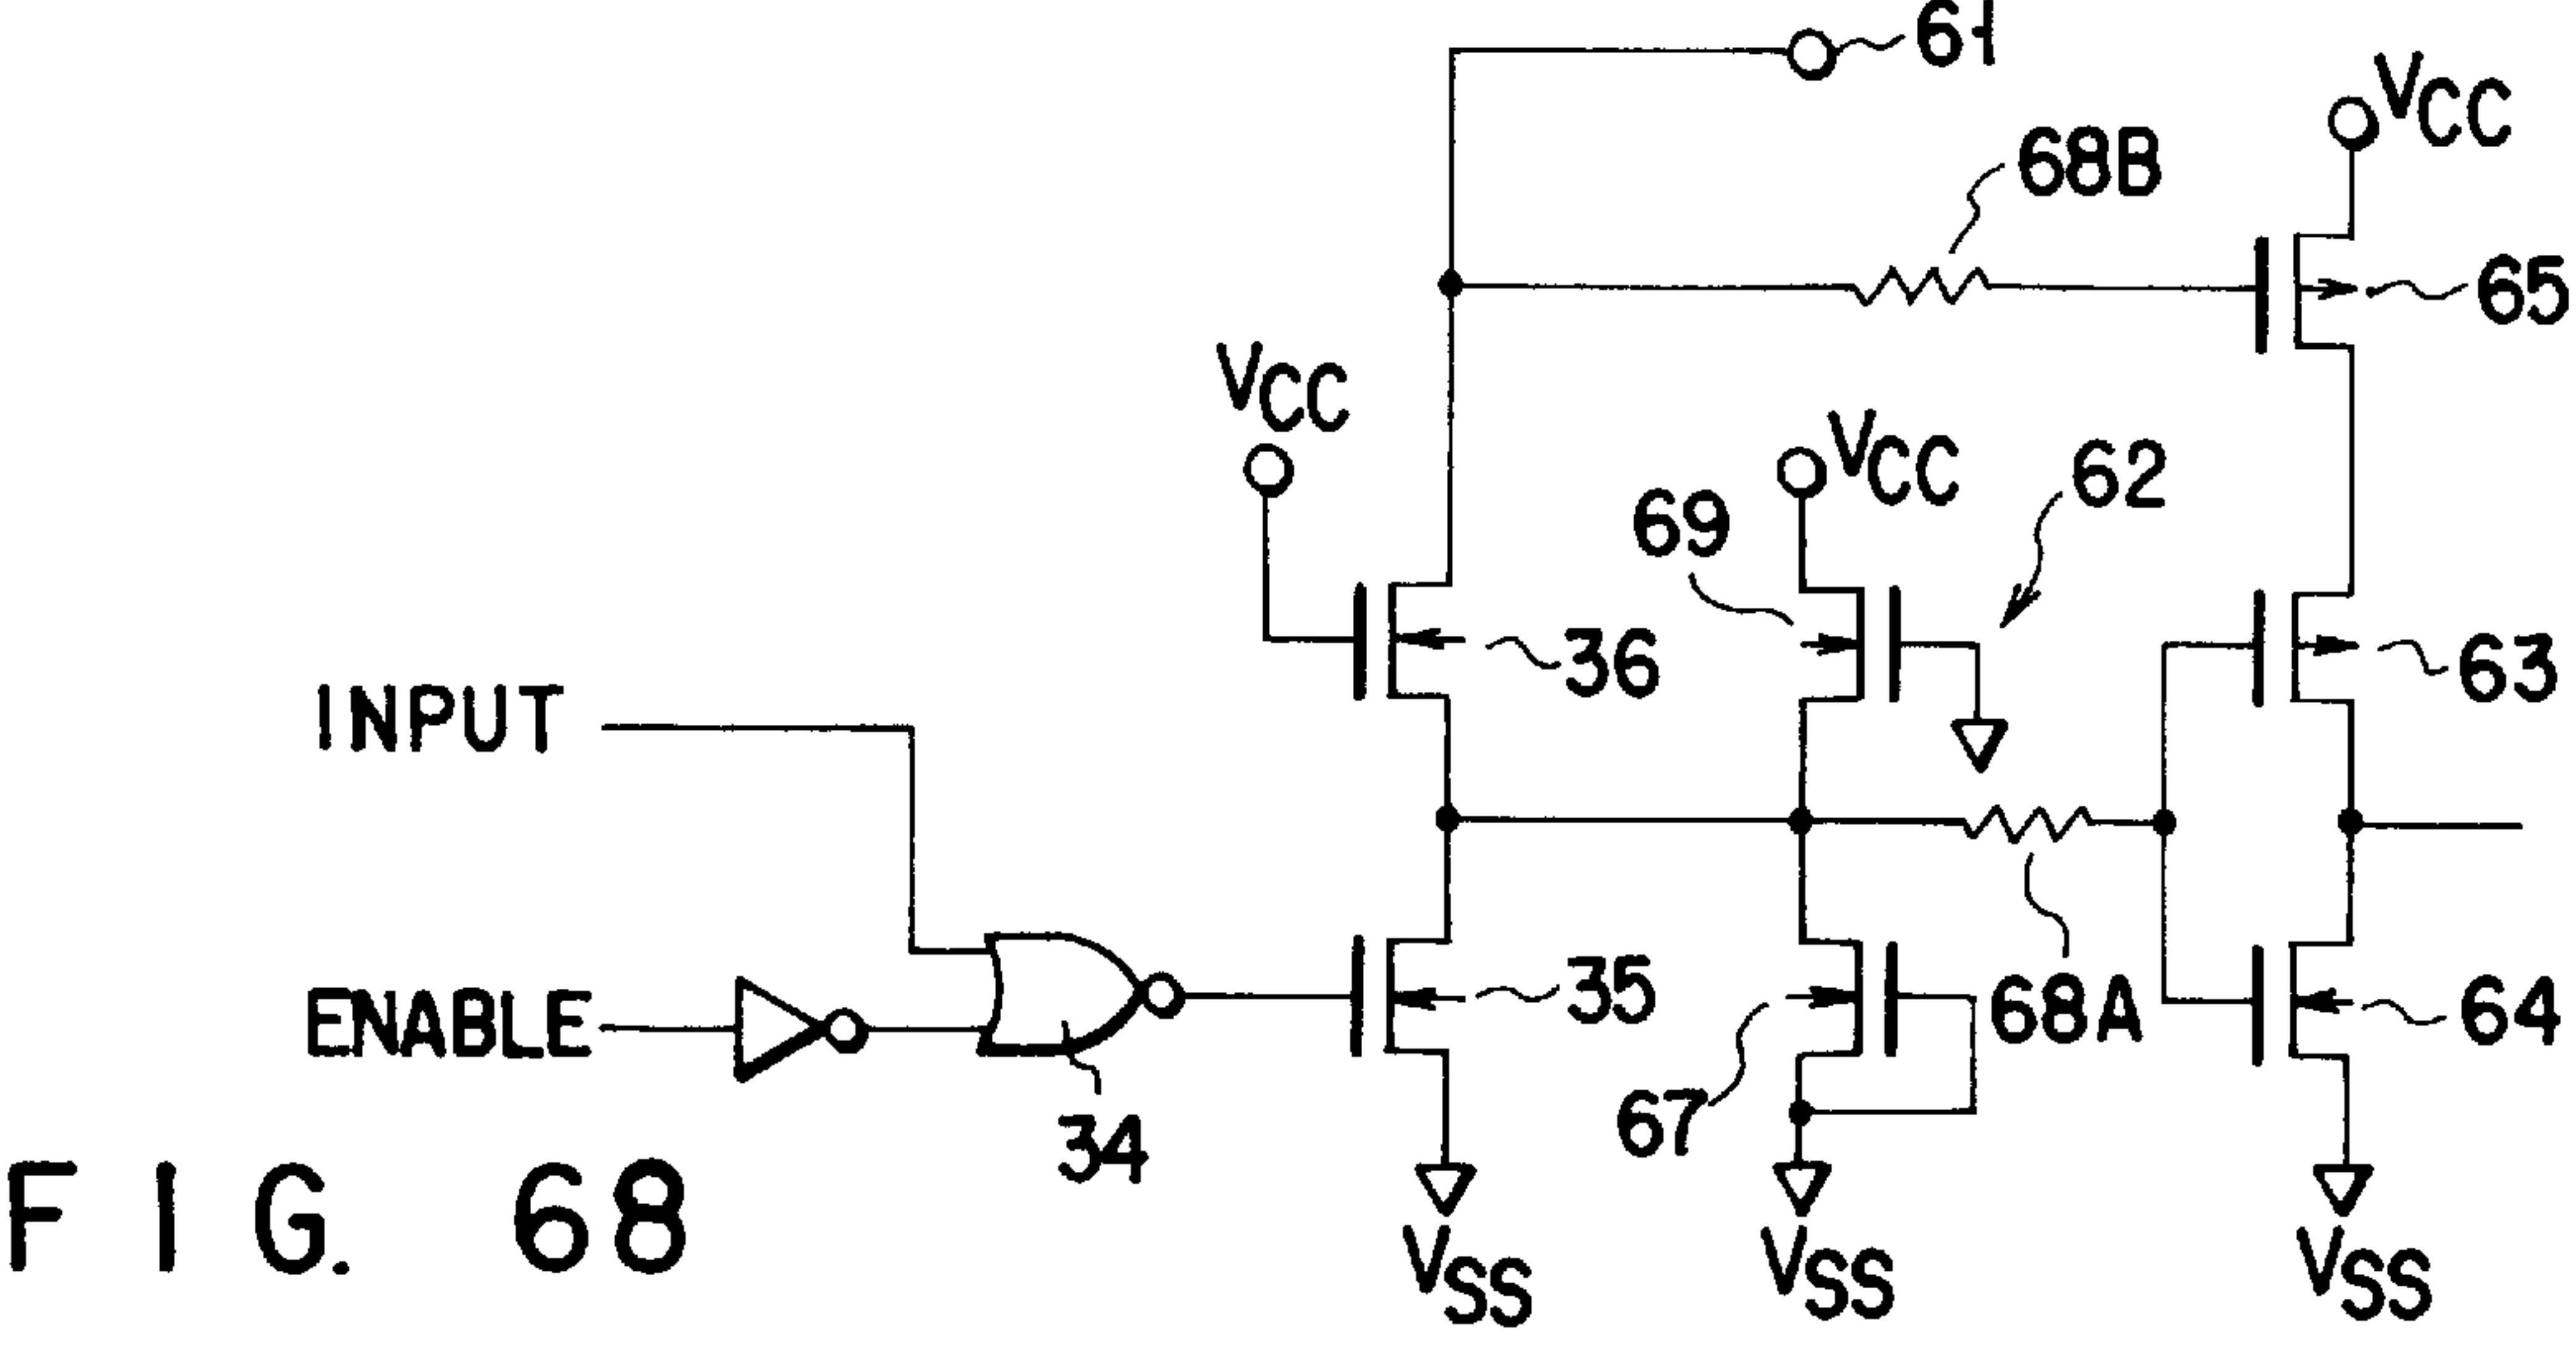 61
VCC
68B
65
VCC
VCC
62
69
36
63
INPUT
ENABLE
35
68A
64
67
34
VSS
VSS
VSS
FIG. 68